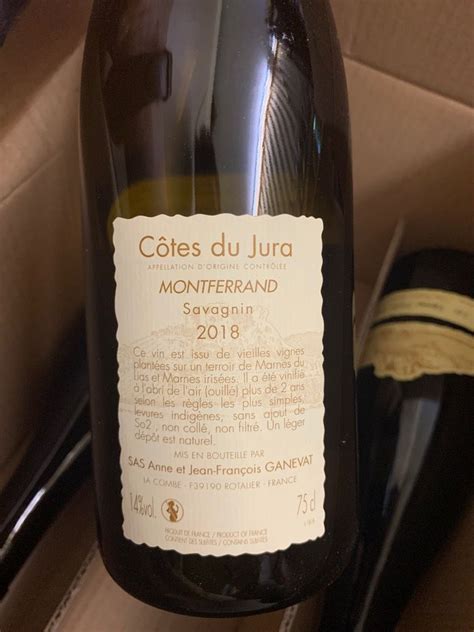 Côtes du Jura
APPELLATION D'ORIGINE CONTRÔLÉE
MONTFERRAND
Savagnin
2018
Ce vin est issu de vieilles vignes
plantées sur un terroir de Marnes du
Lias et Marnes irisées. Il a été vinifié
à l'abri de l'air (ouillé) plus de 2 ans
selon les règles les plus simples,
levures indigènes, sans ajout de
So2, non collé, non filtré. Un léger
dépôt est naturel.
MIS EN BOUTEILLE PAR
SAS Anne et Jean-François GANEVAT
LA COMBE - F39190 ROTALIER - FRANCE
14%vol. 75 cl
PRODUIT DE FRANCE / PRODUCT OF FRANCE
CONTIENT DES SULFITES / CONTAINS SULFITES